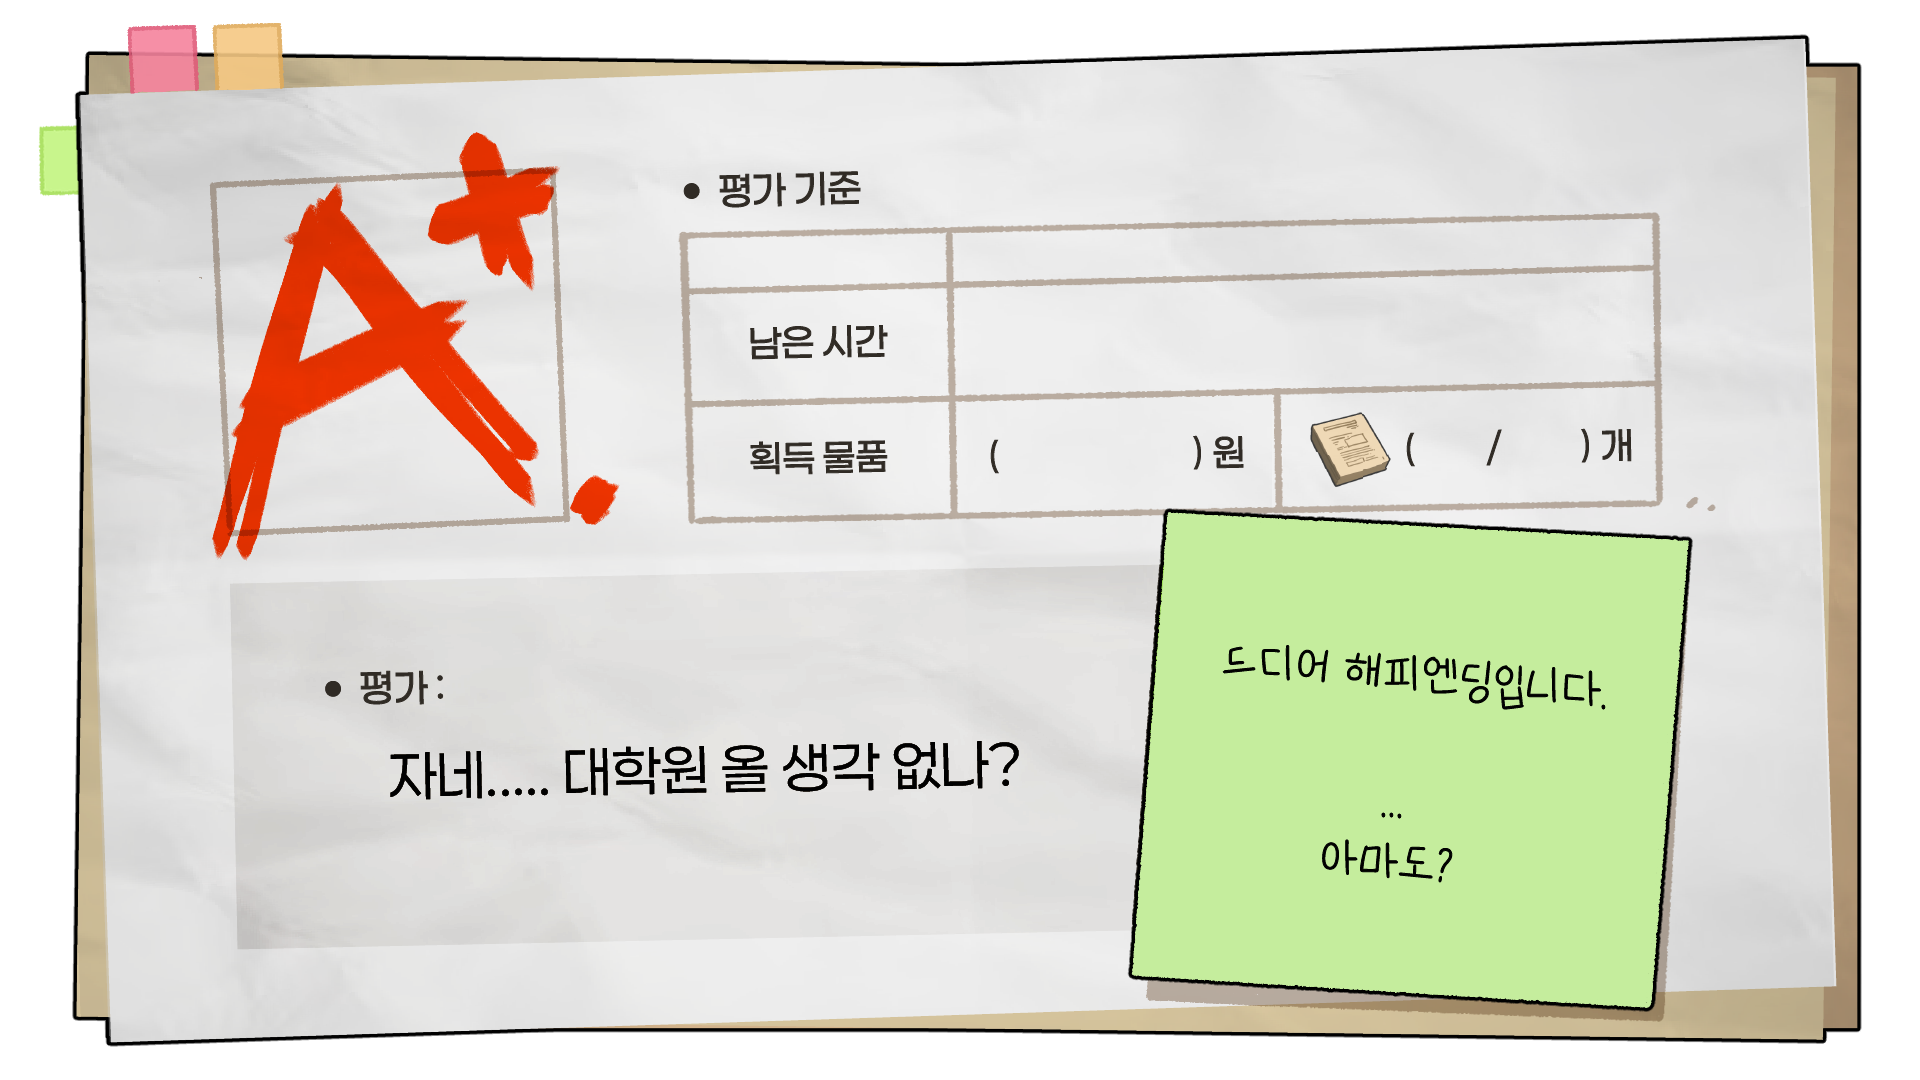 A+.
• 평가 기준
남은 시간
획득 물품 ( ) 원 ( / ) 개
• 평가 :
자네..... 대학원 올 생각 없나?
드디어 해피엔딩입니다.
...
아마도?